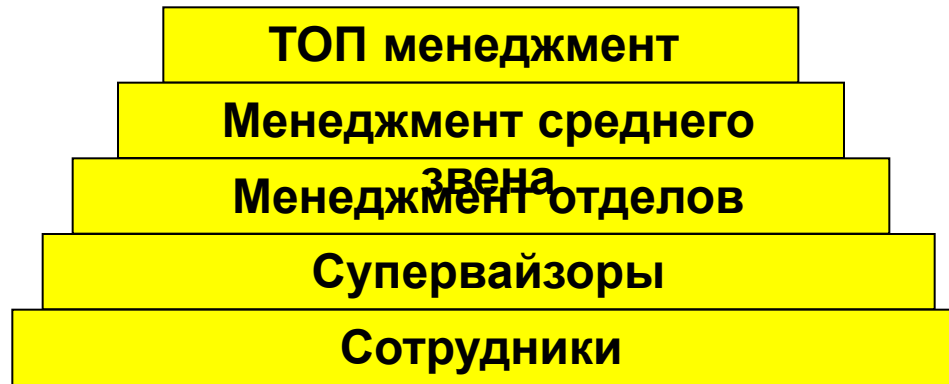 ТОП менеджмент
Менеджмент среднего
звена
Менеджмент отделов
Супервайзоры
Сотрудники